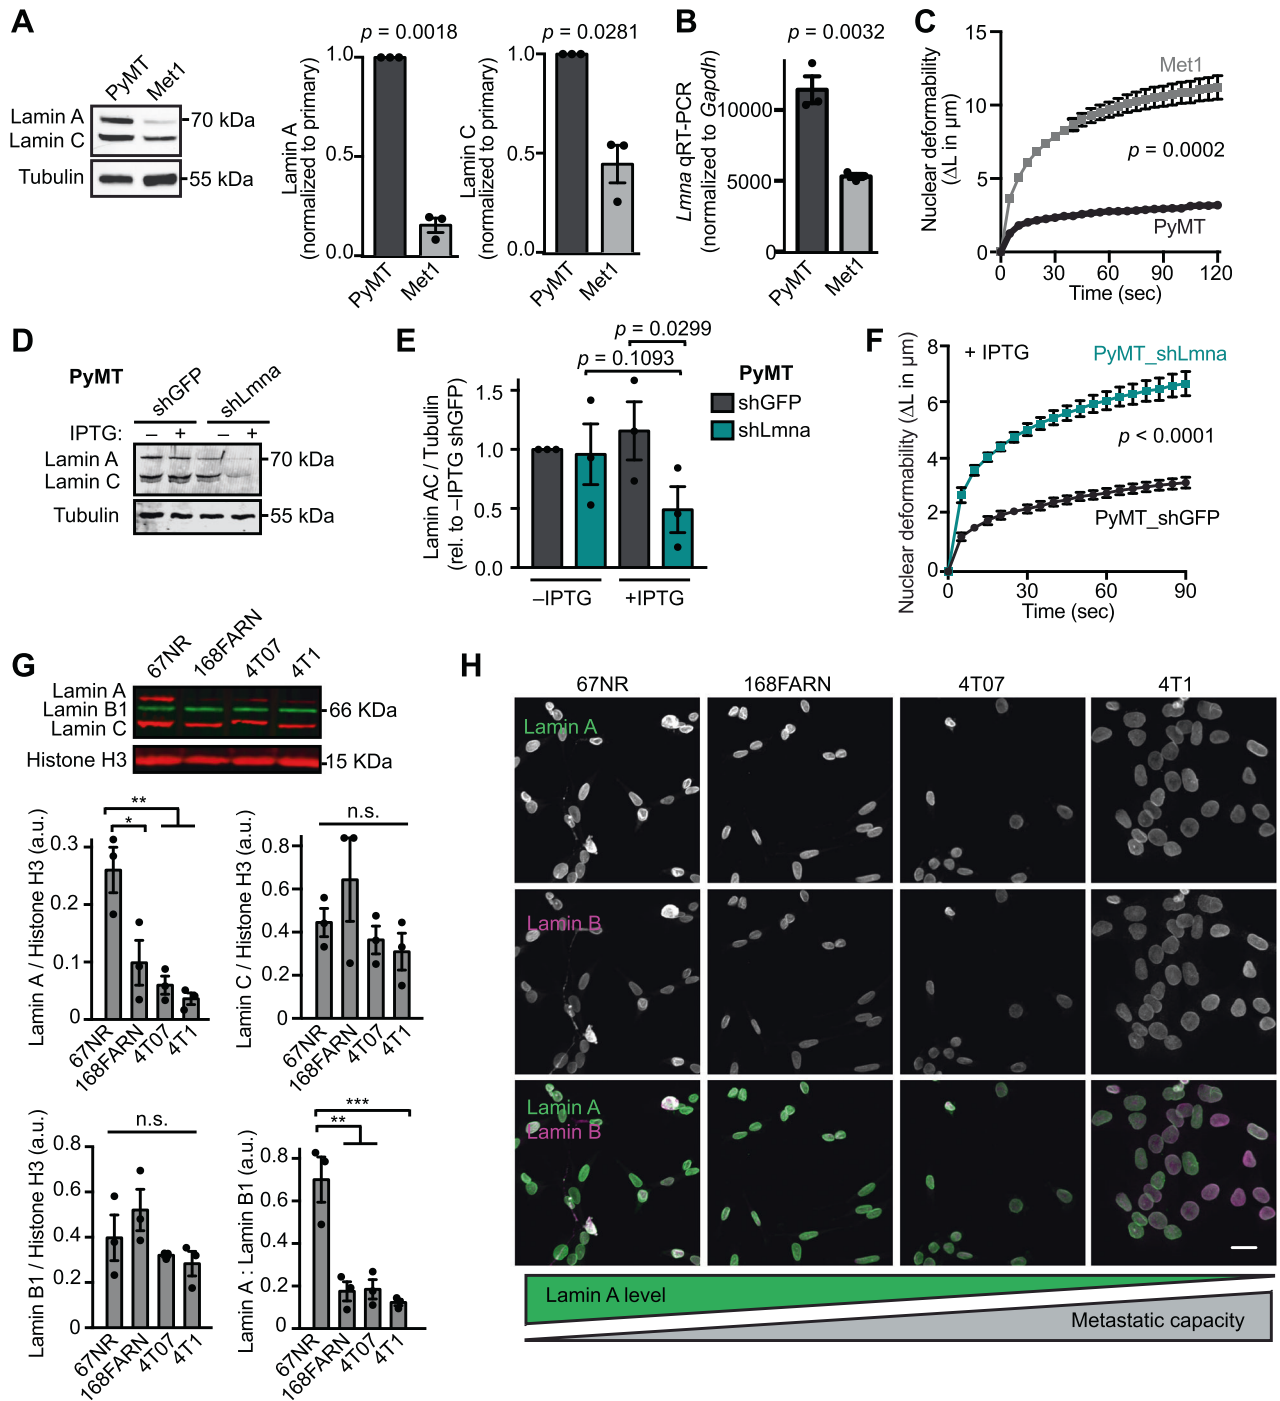 A
PyMT
Met1
Lamin A
Lamin C
70 kDa
Tubulin
55 kDa
p = 0.0018
Lamin A
(normalized to primary)
1.0
0.5
0.0
PyMT
Met1
p = 0.0281
Lamin C
(normalized to primary)
1.0
0.5
0.0
PyMT
Met1
B
p = 0.0032
Lmna qRT-PCR
(normalized to Gapdh)
10000
5000
0
PyMT
Met1
C
Nuclear deformability
(ΔL in µm)
15
10
5
0
Met1
p = 0.0002
PyMT
0
30
60
90
120
Time (sec)
D
PyMT
shGFP
shLmna
IPTG:
–
+
–
+
Lamin A
Lamin C
70 kDa
Tubulin
55 kDa
E
p = 0.0299
p = 0.1093
Lamin AC / Tubulin
(rel. to –IPTG shGFP)
1.5
1.0
0.5
0.0
–IPTG
+IPTG
PyMT
shGFP
shLmna
F
Nuclear deformability (ΔL in µm)
8
6
4
2
0
+ IPTG
PyMT_shLmna
p < 0.0001
PyMT_shGFP
0
30
60
90
Time (sec)
G
67NR
168FARN
4T07
4T1
Lamin A
Lamin B1
Lamin C
66 KDa
Histone H3
15 KDa
Lamin A / Histone H3 (a.u.)
**
*
0.3
0.2
0.1
0
67NR
168FARN
4T07
4T1
Lamin C / Histone H3 (a.u.)
n.s.
0.8
0.6
0.4
0.2
0
67NR
168FARN
4T07
4T1
Lamin B1 / Histone H3 (a.u.)
n.s.
0.8
0.6
0.4
0.2
0
67NR
168FARN
4T07
4T1
Lamin A : Lamin B1 (a.u.)
***
**
0.8
0.6
0.4
0.2
0
67NR
168FARN
4T07
4T1
H
67NR
168FARN
4T07
4T1
Lamin A
Lamin B
Lamin A
Lamin B
Lamin A level
Metastatic capacity